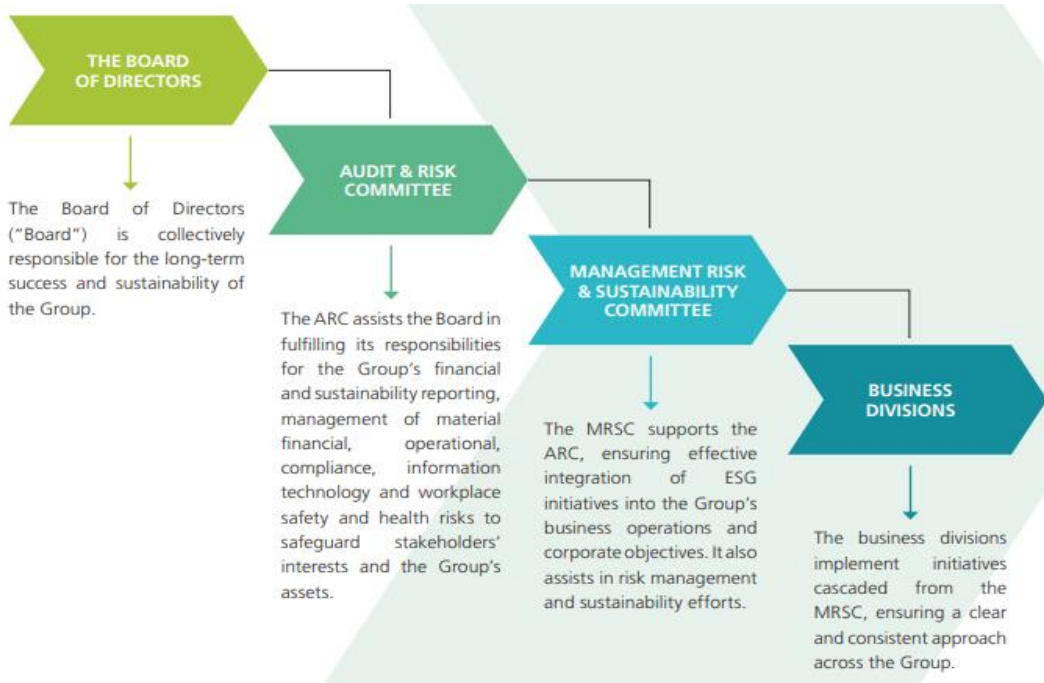 THE BOARD
OF DIRECTORS
The Board of Directors
(“Board”) is collectively
responsible for the long-term
success and sustainability of
the Group.
AUDIT & RISK
COMMITTEE
The ARC assists the Board in
fulfilling its responsibilities
for the Group’s financial
and sustainability reporting,
management of material
financial, operational,
compliance, information
technology and workplace
safety and health risks to
safeguard stakeholders’
interests and the Group’s
assets.
MANAGEMENT RISK
& SUSTAINABILITY
COMMITTEE
The MRSC supports the
ARC, ensuring effective
integration of ESG
initiatives into the Group’s
business operations and
corporate objectives. It also
assists in risk management
and sustainability efforts.
BUSINESS
DIVISIONS
The business divisions
implement initiatives
cascaded from the
MRSC, ensuring a clear
and consistent approach
across the Group.